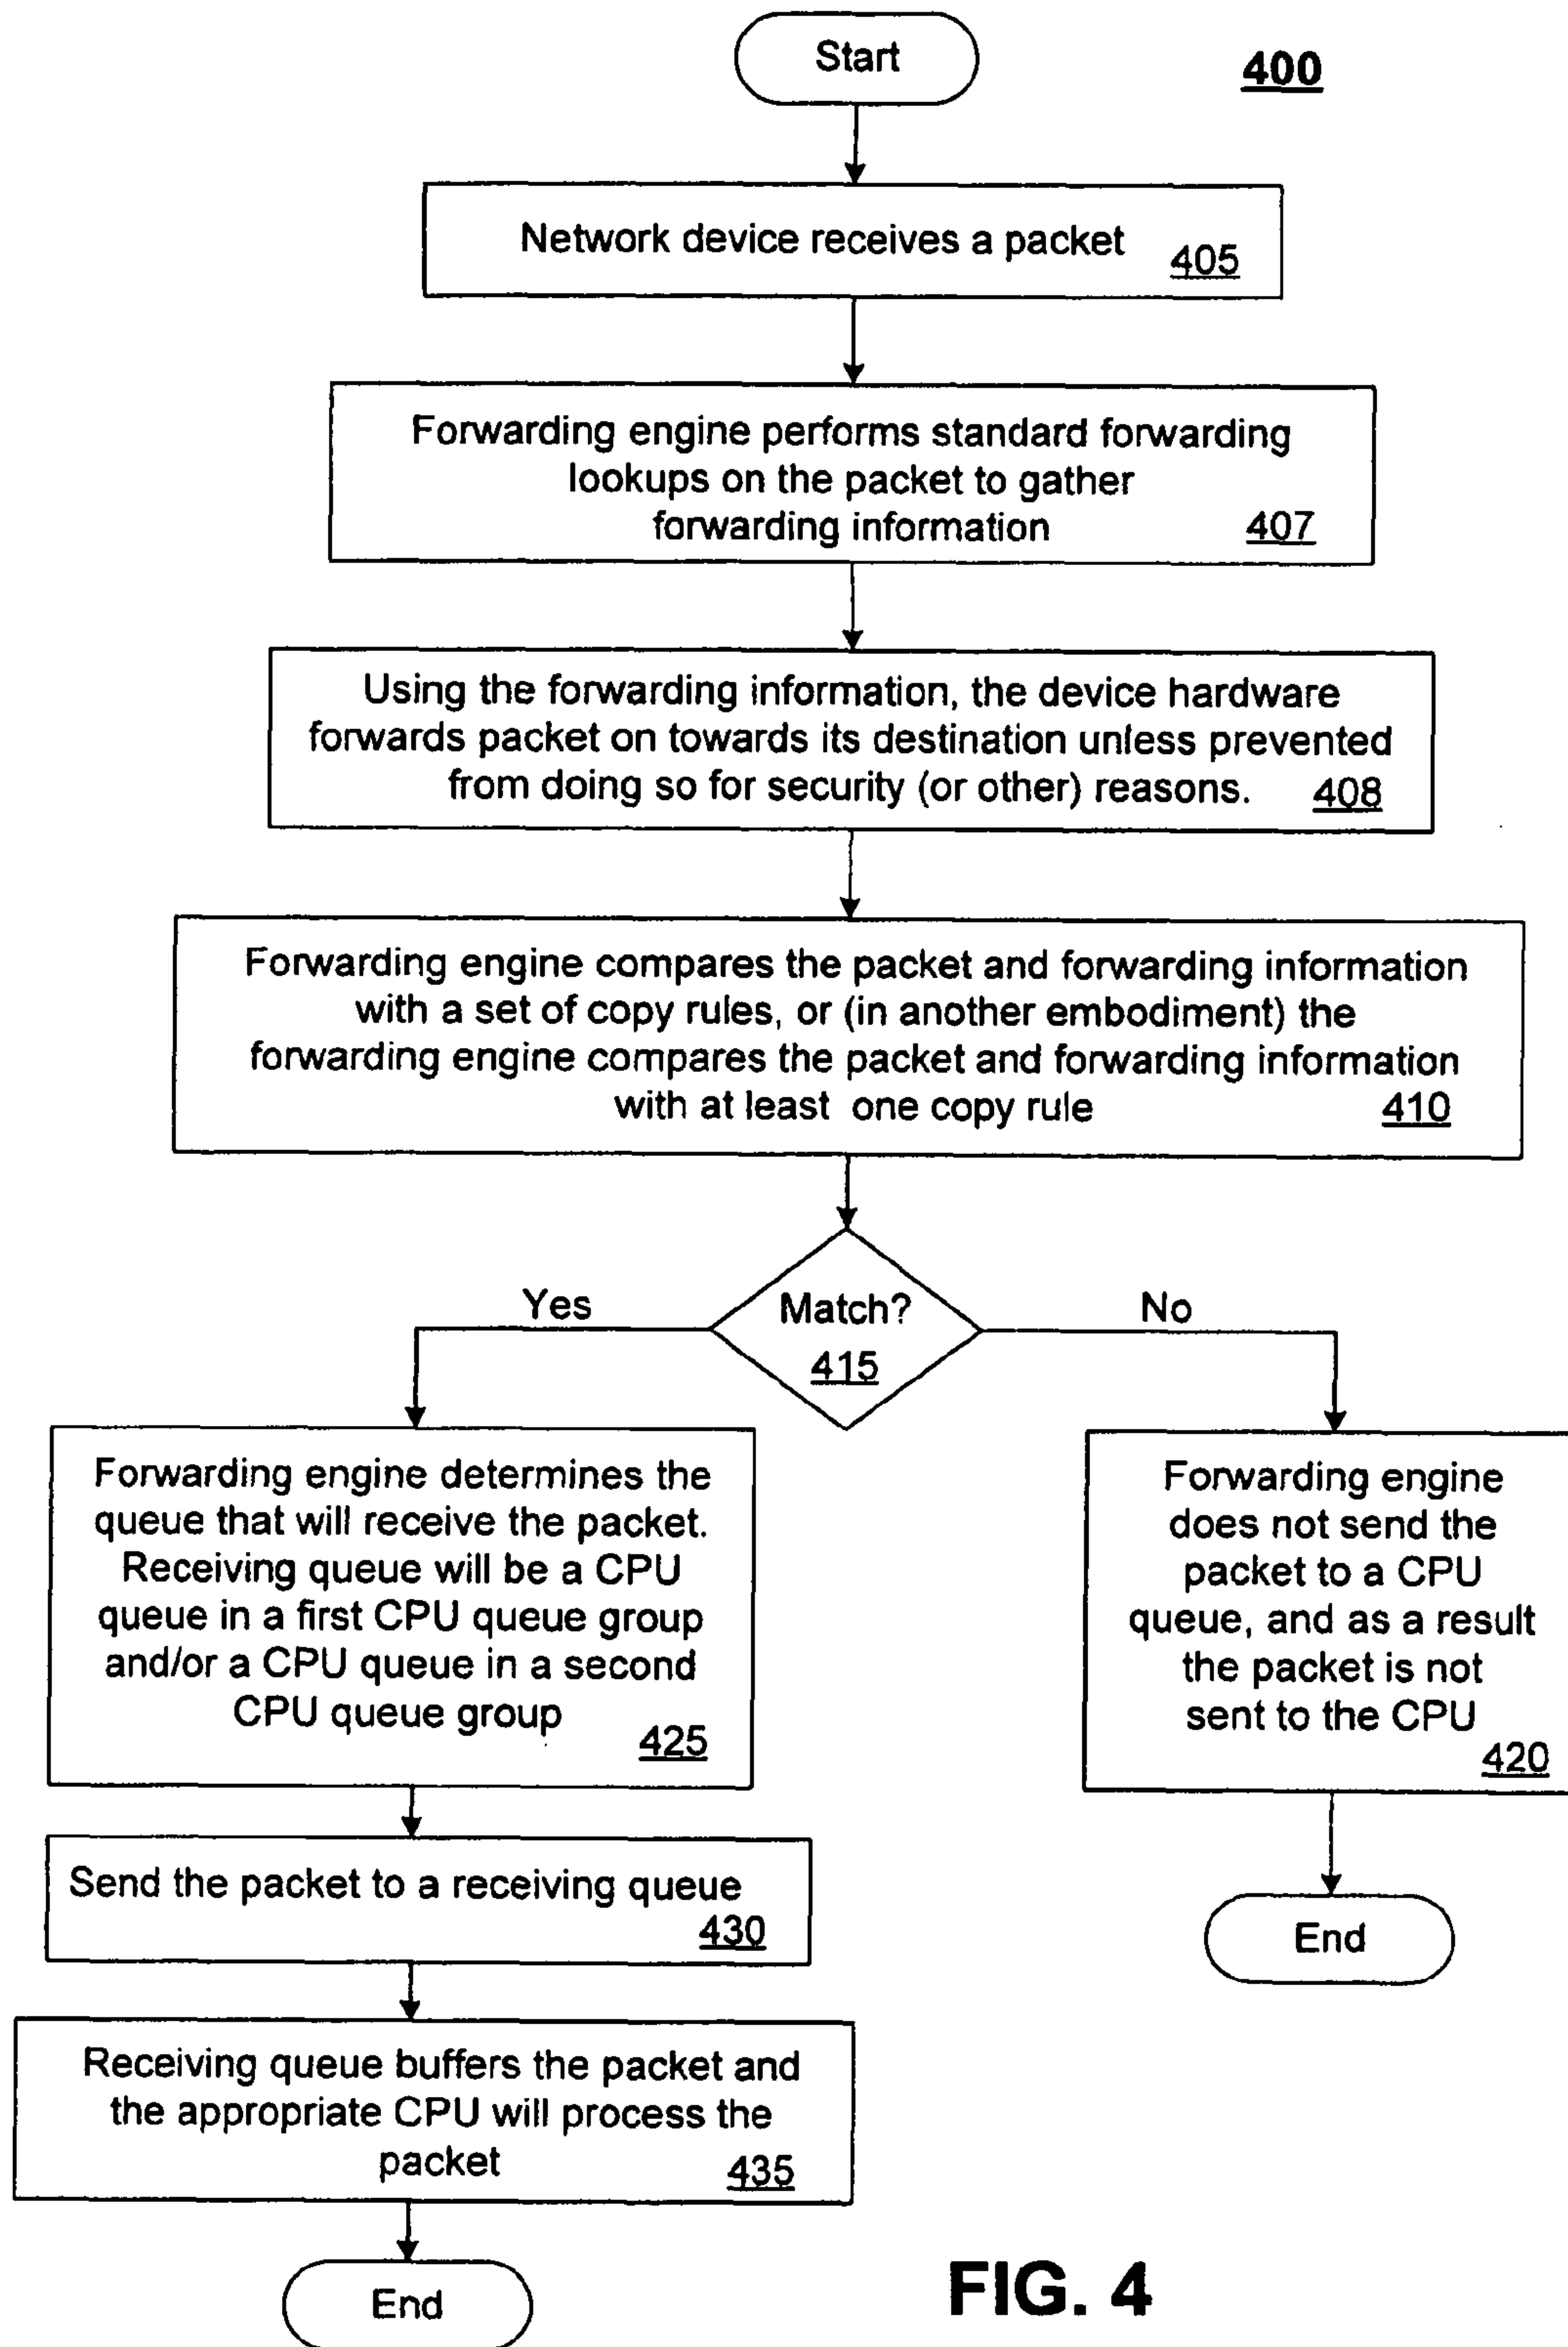 Start
400
Network device receives a packet
405
Forwarding engine performs standard forwarding
lookups on the packet to gather
forwarding information
407
Using the forwarding information, the device hardware
forwards packet on towards its destination unless prevented
from doing so for security (or other) reasons.
408
Forwarding engine compares the packet and forwarding information
with a set of copy rules, or (in another embodiment) the
forwarding engine compares the packet and forwarding information
with at least one copy rule
410
Match?
415
Yes
No
Forwarding engine determines the
queue that will receive the packet.
Receiving queue will be a CPU
queue in a first CPU queue group
and/or a CPU queue in a second
CPU queue group
425
Forwarding engine
does not send the
packet to a CPU
queue, and as a result
the packet is not
sent to the CPU
420
Send the packet to a receiving queue
430
End
Receiving queue buffers the packet and
the appropriate CPU will process the
packet
435
End
FIG. 4